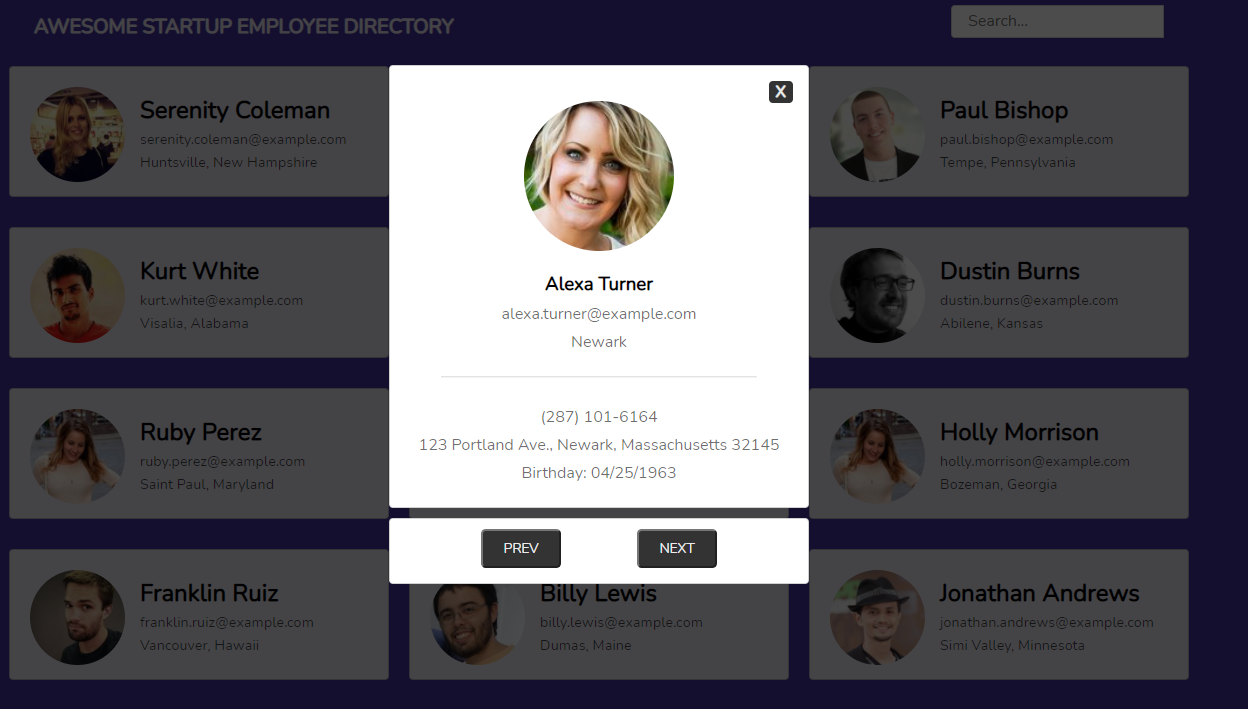 AWESOME STARTUP EMPLOYEE DIRECTORY
Search...
Serenity Coleman
serenity.coleman@example.com
Huntsville, New Hampshire
X
Alexa Turner
alexa.turner@example.com
Newark
(287) 101-6164
123 Portland Ave., Newark, Massachusetts 32145
Birthday: 04/25/1963
PREV
NEXT
Paul Bishop
paul.bishop@example.com
Tempe, Pennsylvania
Kurt White
kurt.white@example.com
Visalia, Alabama
Dustin Burns
dustin.burns@example.com
Abilene, Kansas
Ruby Perez
ruby.perez@example.com
Saint Paul, Maryland
Holly Morrison
holly.morrison@example.com
Bozeman, Georgia
Franklin Ruiz
franklin.ruiz@example.com
Vancouver, Hawaii
Billy Lewis
billy.lewis@example.com
Dumas, Maine
Jonathan Andrews
jonathan.andrews@example.com
Simi Valley, Minnesota